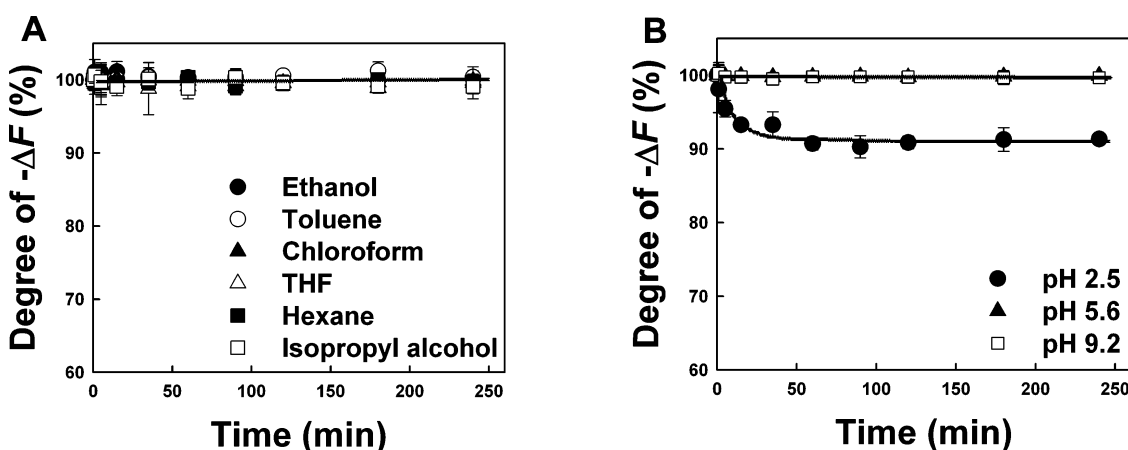 A
Degree of -ΔF (%)
100
90
80
70
60
Ethanol
Toluene
Chloroform
THF
Hexane
Isopropyl alcohol
0 50 100 150 200 250
Time (min)
B
Degree of -ΔF (%)
100
90
80
70
60
pH 2.5
pH 5.6
pH 9.2
0 50 100 150 200 250
Time (min)